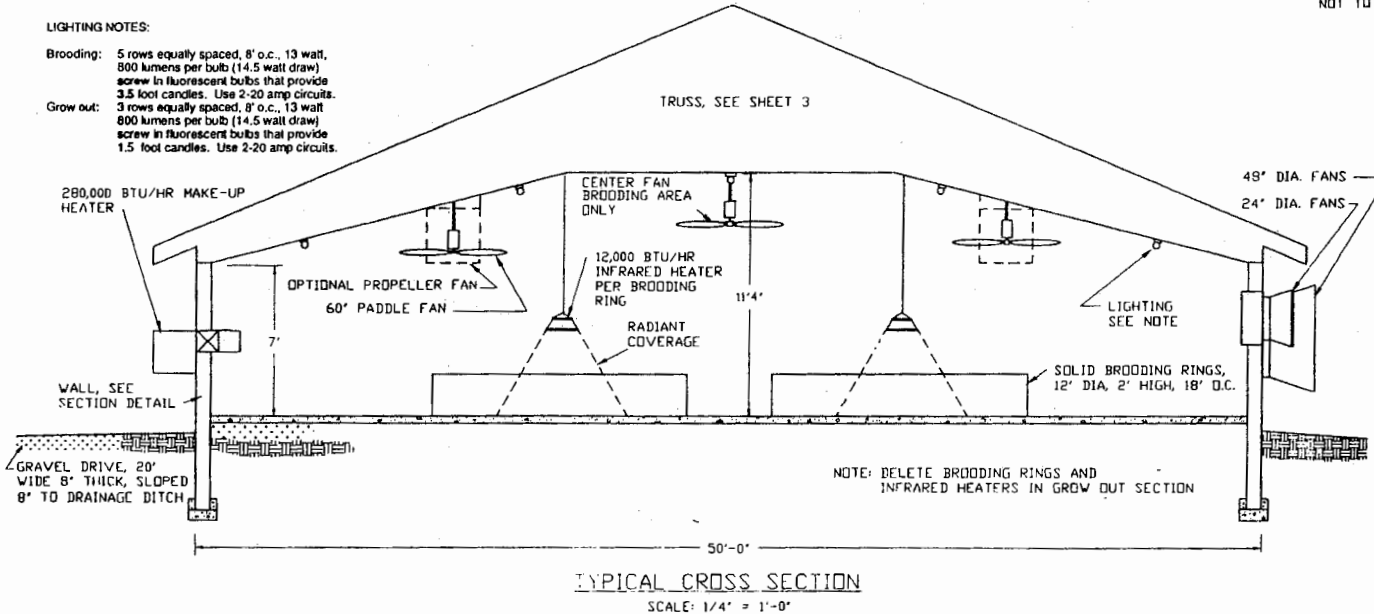 NOT TO
LIGHTING NOTES:
Brooding: 5 rows equally spaced, 8' o.c., 13 watt,
800 lumens per bulb (14.5 watt draw)
screw in fluorescent bulbs that provide
3.5 foot candles. Use 2-20 amp circuits.
Grow out: 3 rows equally spaced, 8' o.c., 13 watt
800 lumens per bulb (14.5 watt draw)
screw in fluorescent bulbs that provide
1.5 foot candles. Use 2-20 amp circuits.
TRUSS, SEE SHEET 3
280,000 BTU/HR MAKE-UP
HEATER
CENTER FAN
BROODING AREA
ONLY
48" DIA. FANS
24" DIA. FANS
OPTIONAL PROPELLER FAN
60" PADDLE FAN
12,000 BTU/HR
INFRARED HEATER
PER BROODING
RING
11'4"
LIGHTING
SEE NOTE
7'
RADIANT
COVERAGE
WALL, SEE
SECTION DETAIL
SOLID BROODING RINGS,
12' DIA, 2' HIGH, 18' O.C.
GRAVEL DRIVE, 20'
WIDE 8" THICK, SLOPED
8" TO DRAINAGE DITCH
NOTE: DELETE BROODING RINGS AND
INFRARED HEATERS IN GROW OUT SECTION
50'-0"
TYPICAL CROSS SECTION
SCALE: 1/4" = 1'-0"